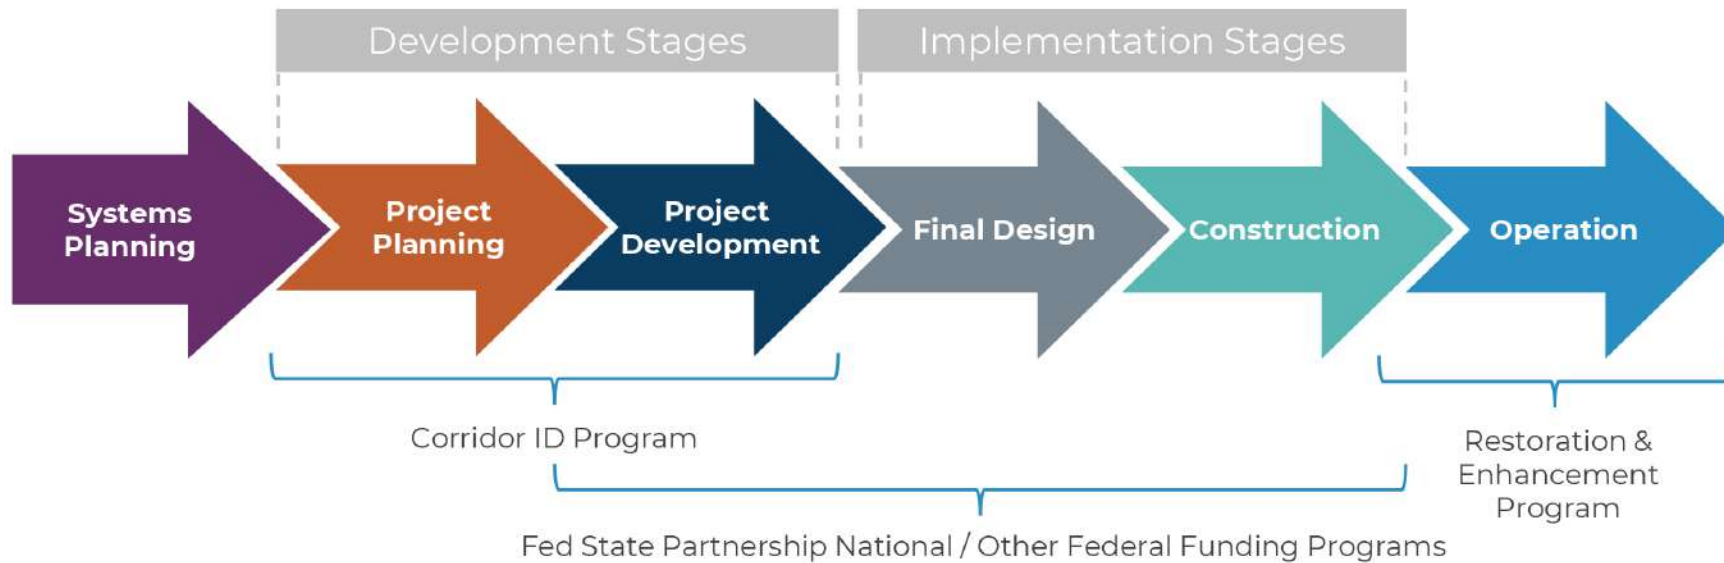 Development Stages
Implementation Stages
Systems
Planning
Project
Planning
Project
Development
Final Design
Construction
Operation
Corridor ID Program
Restoration &
Enhancement
Program
Fed State Partnership National / Other Federal Funding Programs